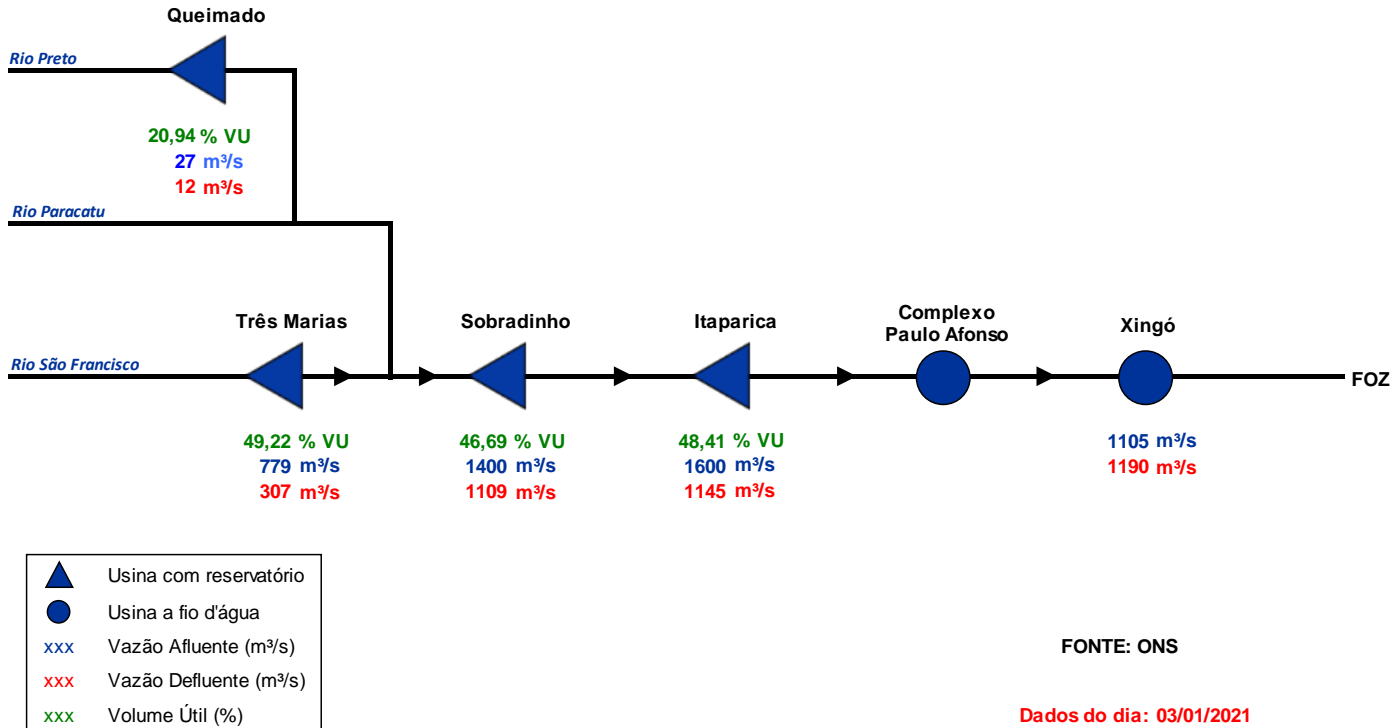 Queimado
Rio Preto
20,94 % VU
27 m³/s
12 m³/s
Rio Paracatu
Três Marias
Sobradinho
Itaparica
Complexo
Paulo Afonso
Xingó
Rio São Francisco
FOZ
49,22 % VU
779 m³/s
307 m³/s
46,69 % VU
1400 m³/s
1109 m³/s
48,41 % VU
1600 m³/s
1145 m³/s
1105 m³/s
1190 m³/s
Usina com reservatório
Usina a fio d'água
xxx Vazão Afluente (m³/s)
xxx Vazão Defluente (m³/s)
xxx Volume Útil (%)
FONTE: ONS
Dados do dia: 03/01/2021